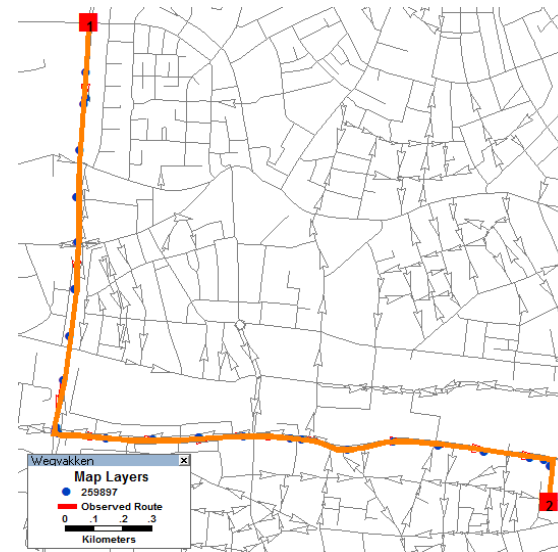 1
2
Wegvakken
Map Layers
259897
Observed Route
0 .1 .2 .3
Kilometers